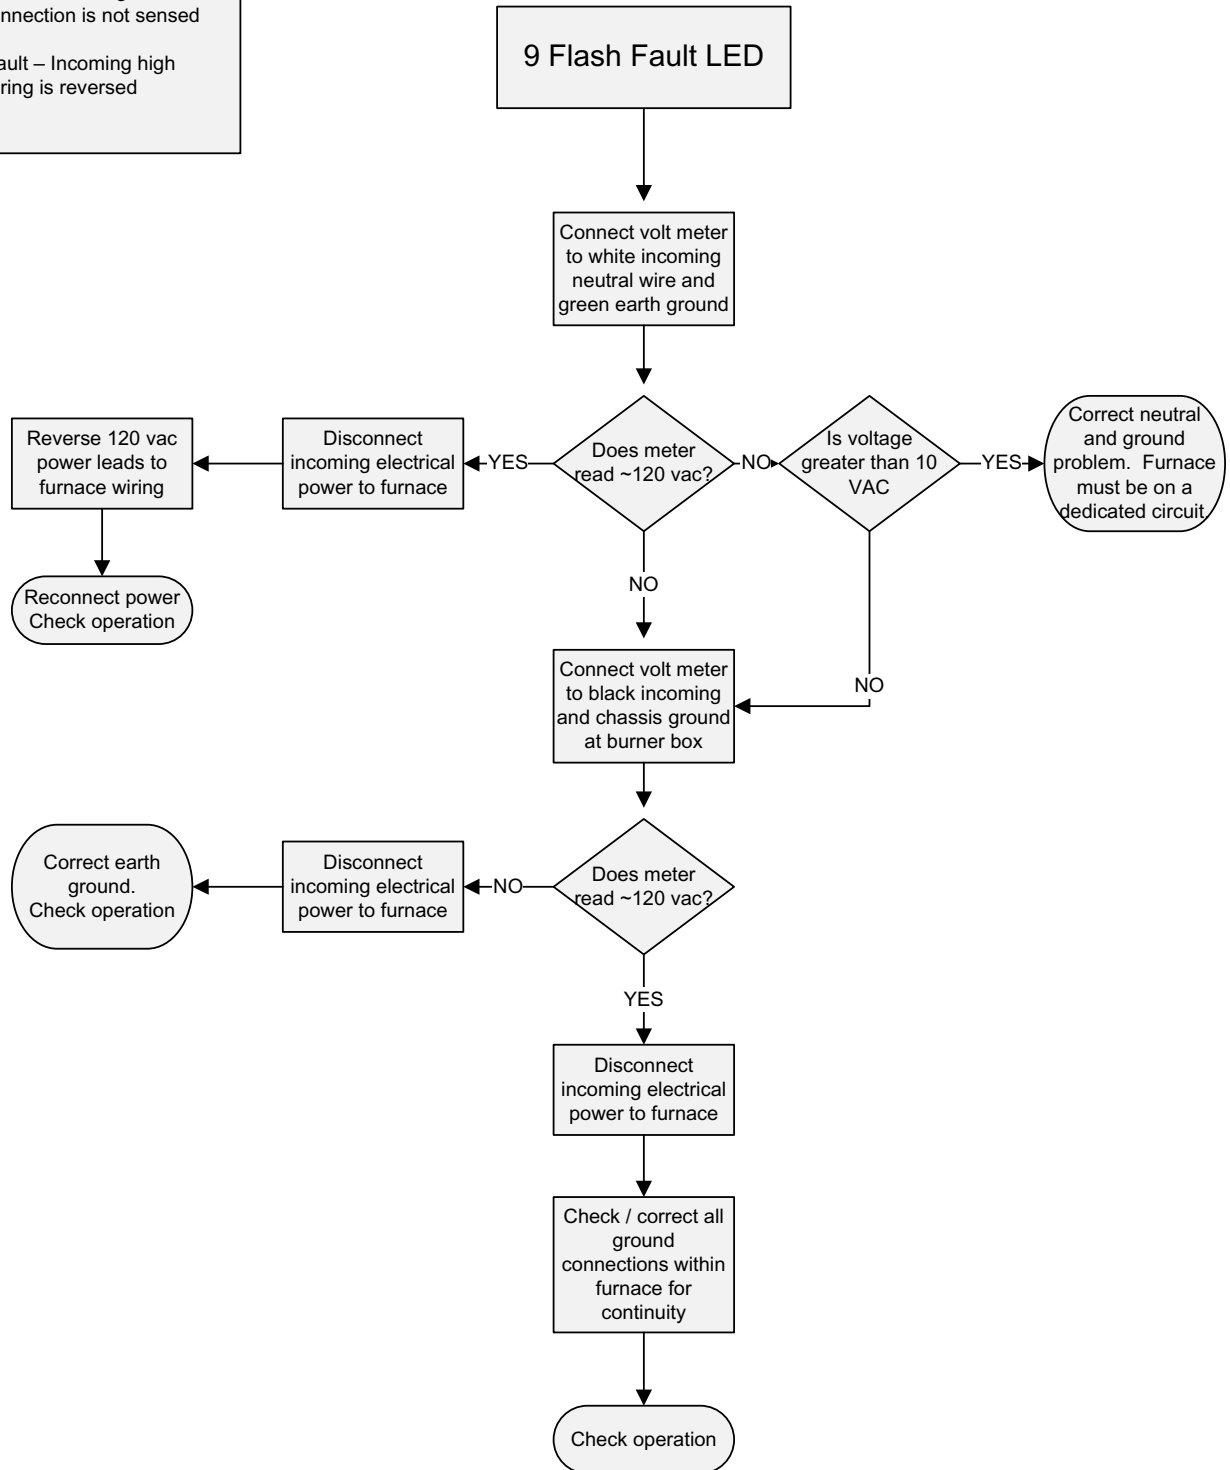 nnection is not sensed
ault – Incoming high
ring is reversed
9 Flash Fault LED
Connect volt meter
to white incoming
neutral wire and
green earth ground
Reverse 120 vac
power leads to
furnace wiring
Disconnect
incoming electrical
power to furnace
YES
Does meter
read ~120 vac?
NO
Is voltage
greater than 10
VAC
YES
Correct neutral
and ground
problem. Furnace
must be on a
dedicated circuit.
Reconnect power
Check operation
NO
NO
Connect volt meter
to black incoming
and chassis ground
at burner box
Correct earth
ground.
Check operation
Disconnect
incoming electrical
power to furnace
NO
Does meter
read ~120 vac?
YES
Disconnect
incoming electrical
power to furnace
Check / correct all
ground
connections within
furnace for
continuity
Check operation